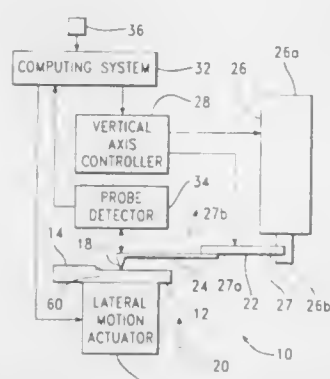 36
26a
COMPUTING SYSTEM
32
26
28
VERTICAL
AXIS
CONTROLLER
PROBE
DETECTOR
34
27b
14
18
24
27a
22
27
26b
60
LATERAL
MOTION
ACTUATOR
12
10
20